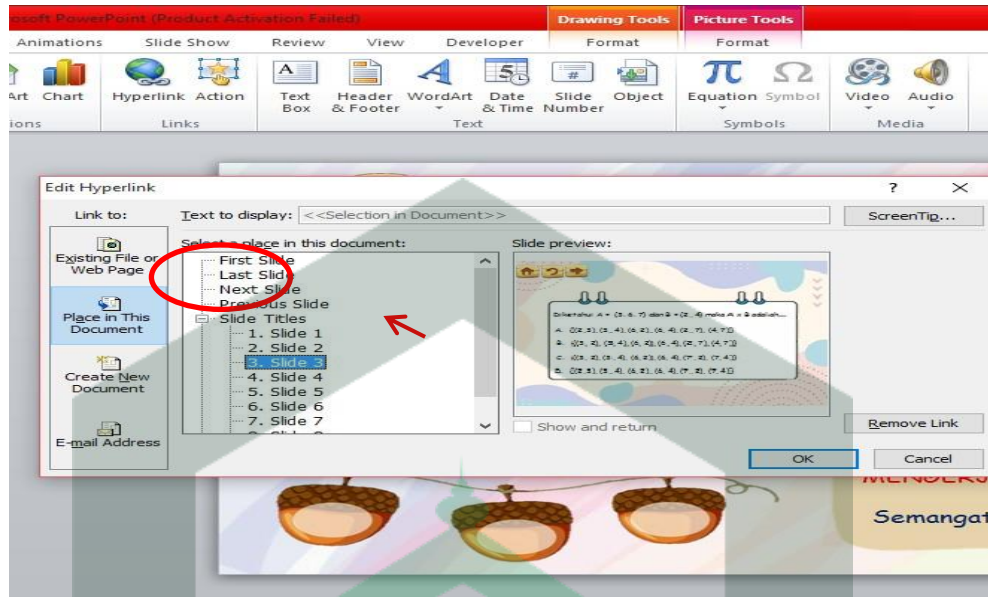 osoft PowerPoint (Product Activation Failed)
Drawing Tools Picture Tools
Animations Slide Show Review View Developer Format Format
Art Chart Hyperlink Action Text Box Header & Footer WordArt Date & Time Slide Number Object Equation Symbol Video Audio
ions Links Text Symbols Media
Edit Hyperlink ?
Link to: Text to display: <<Selection in Document>> ScreenTip...
Select a place in this document: Slide preview:
Existing File or Web Page
Place in This Document
Create New Document
E-mail Address
First Slide
Last Slide
Next Slide
Previous Slide
Slide Titles
1. Slide 1
2. Slide 2
3. Slide 3
4. Slide 4
5. Slide 5
6. Slide 6
7. Slide 7
Show and return
Remove Link
OK Cancel
Semangat